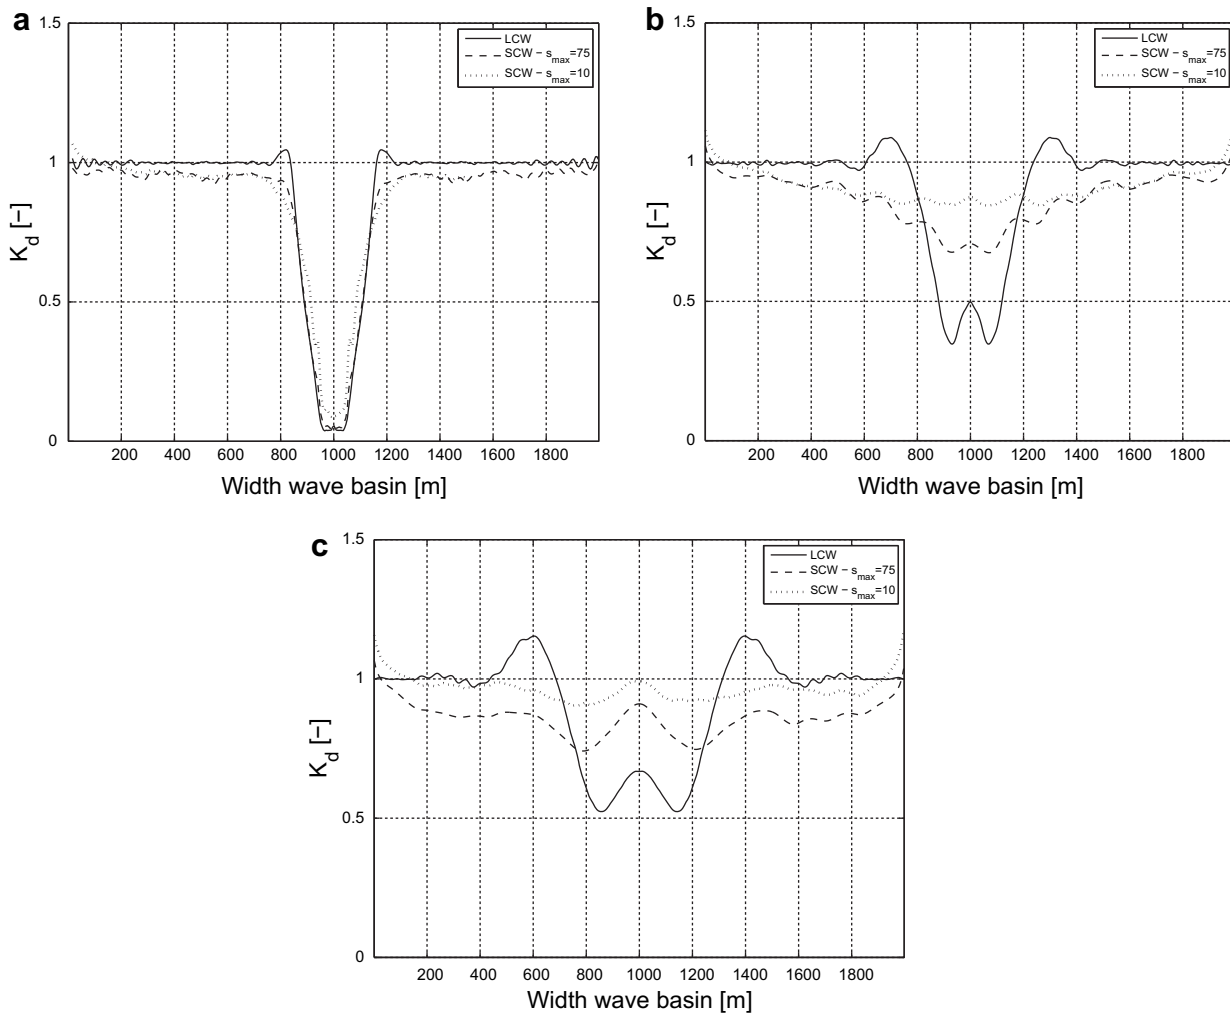 a
1.5
1
0.5
0
K_d [−]
LCW
SCW − s_max=75
SCW − s_max=10
200 400 600 800 1000 1200 1400 1600 1800
Width wave basin [m]
b
1.5
1
0.5
0
K_d [−]
LCW
SCW − s_max=75
SCW − s_max=10
200 400 600 800 1000 1200 1400 1600 1800
Width wave basin [m]
c
1.5
1
0.5
0
K_d [−]
LCW
SCW − s_max=75
SCW − s_max=10
200 400 600 800 1000 1200 1400 1600 1800
Width wave basin [m]